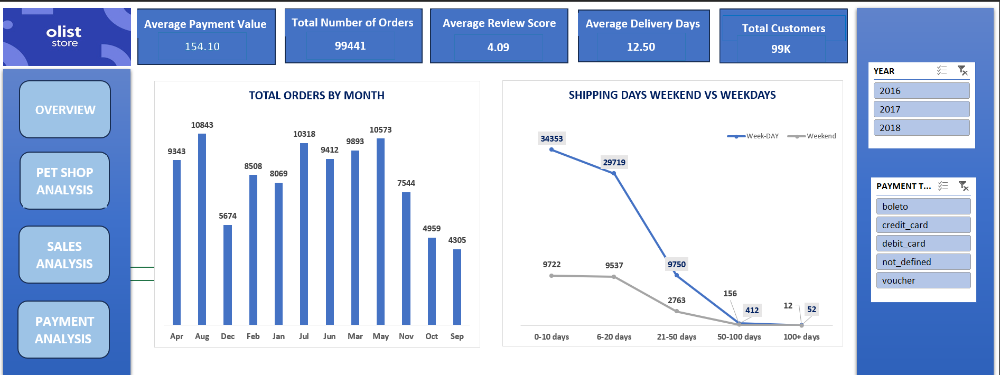 olist
store
Average Payment Value
154.10
Total Number of Orders
99441
Average Review Score
4.09
Average Delivery Days
12.50
Total Customers
99K
OVERVIEW
PET SHOP
ANALYSIS
SALES
ANALYSIS
PAYMENT
ANALYSIS
TOTAL ORDERS BY MONTH
9343
10843
5674
8508
8069
10318
9412
9893
10573
7544
4959
4305
Apr Aug Dec Feb Jan Jul Jun Mar May Nov Oct Sep
SHIPPING DAYS WEEKEND VS WEEKDAYS
Week-DAY Weekend
34353
29719
9750
412
52
9722
9537
2763
156
12
0-10 days 6-20 days 21-50 days 50-100 days 100+ days
YEAR
2016
2017
2018
PAYMENT T...
boleto
credit_card
debit_card
not_defined
voucher